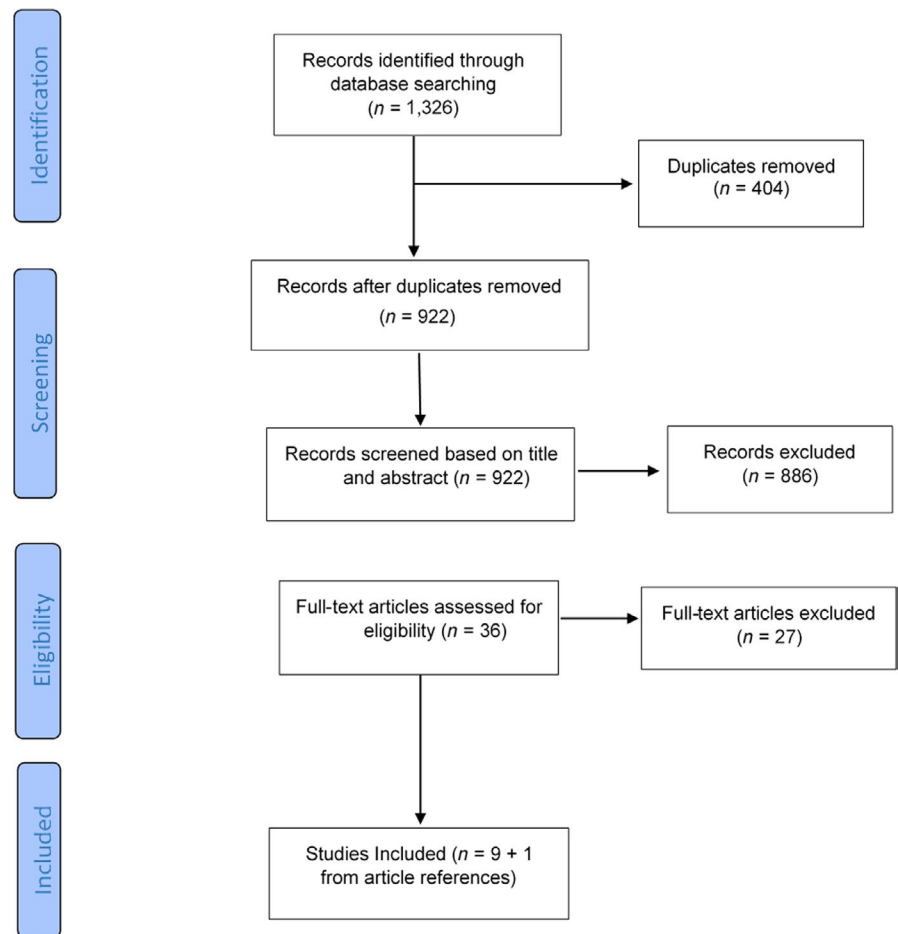 Identification
Records identified through
database searching
(n = 1,326)
Duplicates removed
(n = 404)
Screening
Records after duplicates removed
(n = 922)
Records screened based on title
and abstract (n = 922)
Records excluded
(n = 886)
Eligibility
Full-text articles assessed for
eligibility (n = 36)
Full-text articles excluded
(n = 27)
Included
Studies Included (n = 9 + 1
from article references)